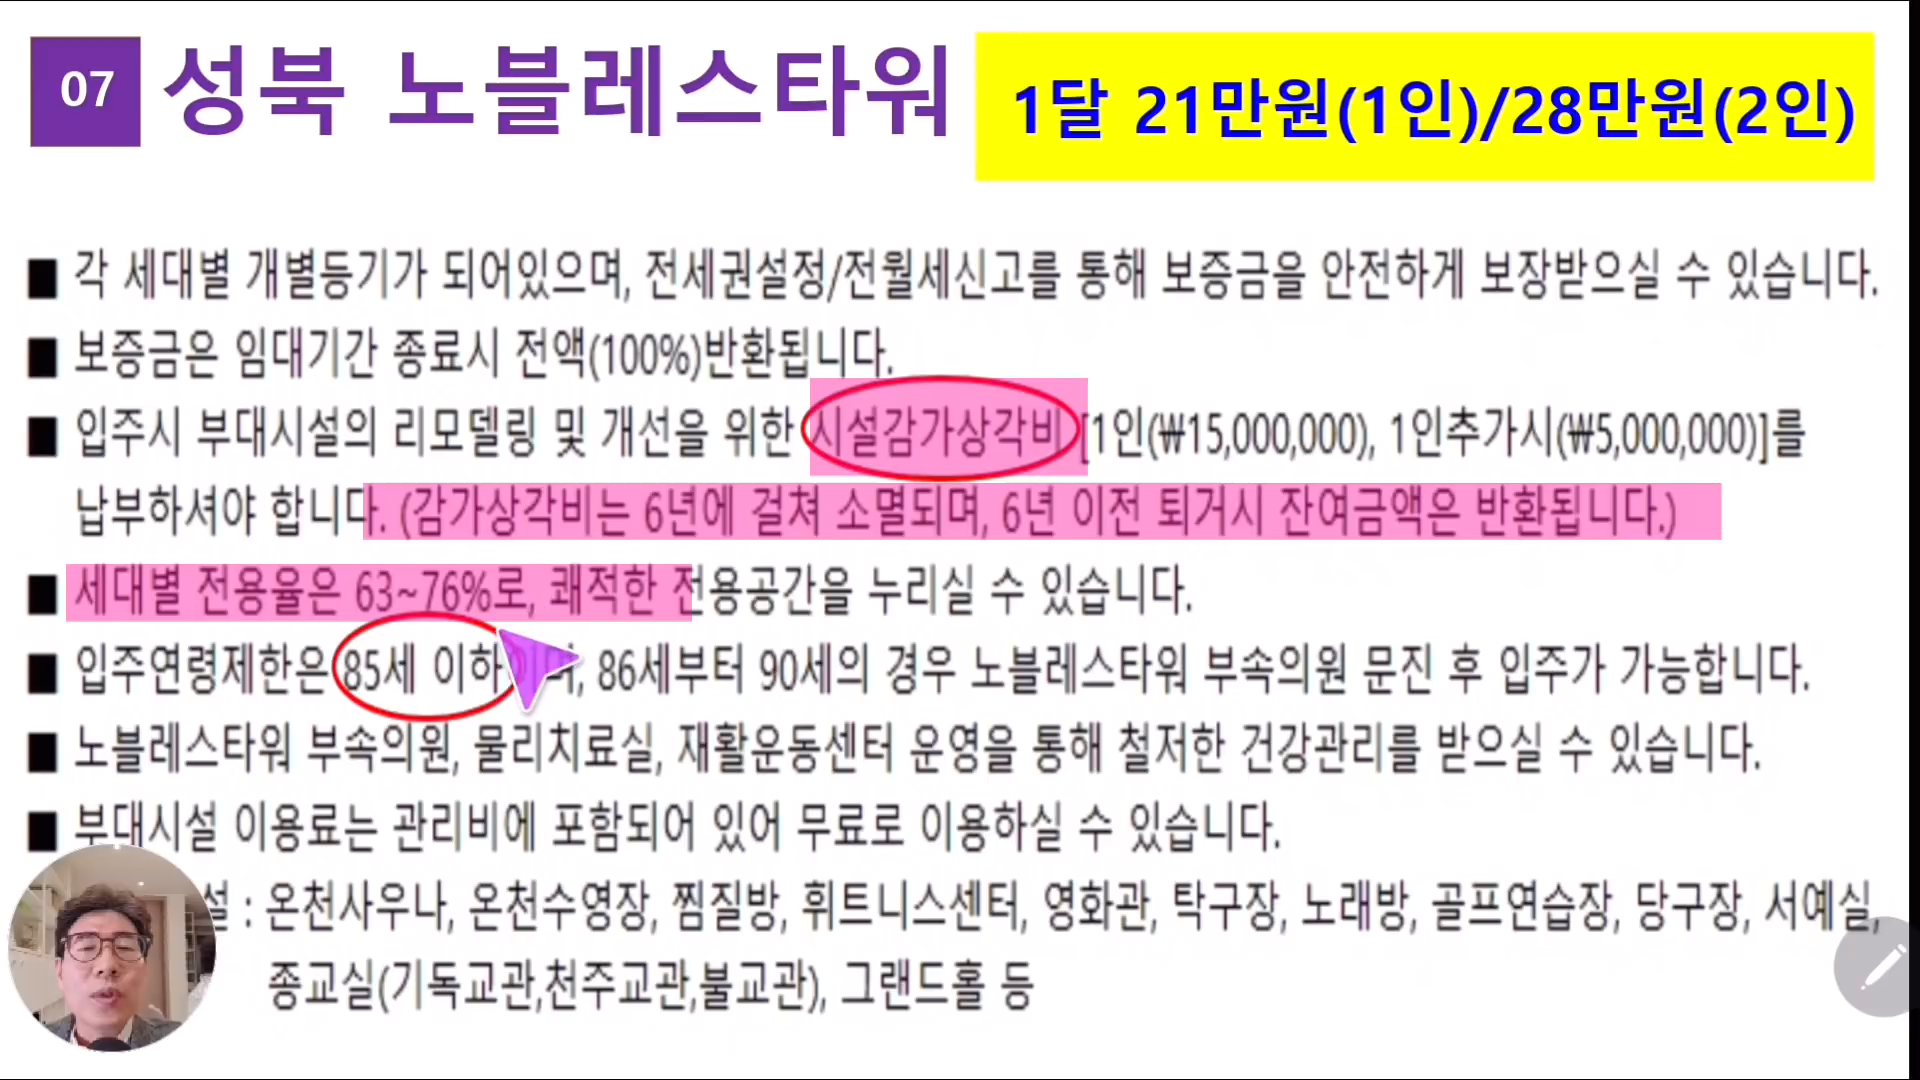 07 성북 노블레스타워 1달 21만원(1인)/28만원(2인)
■ 각 세대별 개별등기가 되어있으며, 전세권설정/전월세신고를 통해 보증금을 안전하게 보장받으실 수 있습니다.
■ 보증금은 임대기간 종료시 전액(100%)반환됩니다.
■ 입주시 부대시설의 리모델링 및 개선을 위한 시설감가상각비 [1인(₩15,000,000), 1인추가시(₩5,000,000)]를
납부하셔야 합니다. (감가상각비는 6년에 걸쳐 소멸되며, 6년 이전 퇴거시 잔여금액은 반환됩니다.)
■ 세대별 전용율은 63~76%로, 쾌적한 전용공간을 누리실 수 있습니다.
■ 입주연령제한은 85세 이하이며, 86세부터 90세의 경우 노블레스타워 부속의원 문진 후 입주가 가능합니다.
■ 노블레스타워 부속의원, 물리치료실, 재활운동센터 운영을 통해 철저한 건강관리를 받으실 수 있습니다.
■ 부대시설 이용료는 관리비에 포함되어 있어 무료로 이용하실 수 있습니다.
설 : 온천사우나, 온천수영장, 찜질방, 휘트니스센터, 영화관, 탁구장, 노래방, 골프연습장, 당구장, 서예실,
종교실(기독교관,천주교관,불교관), 그랜드홀 등